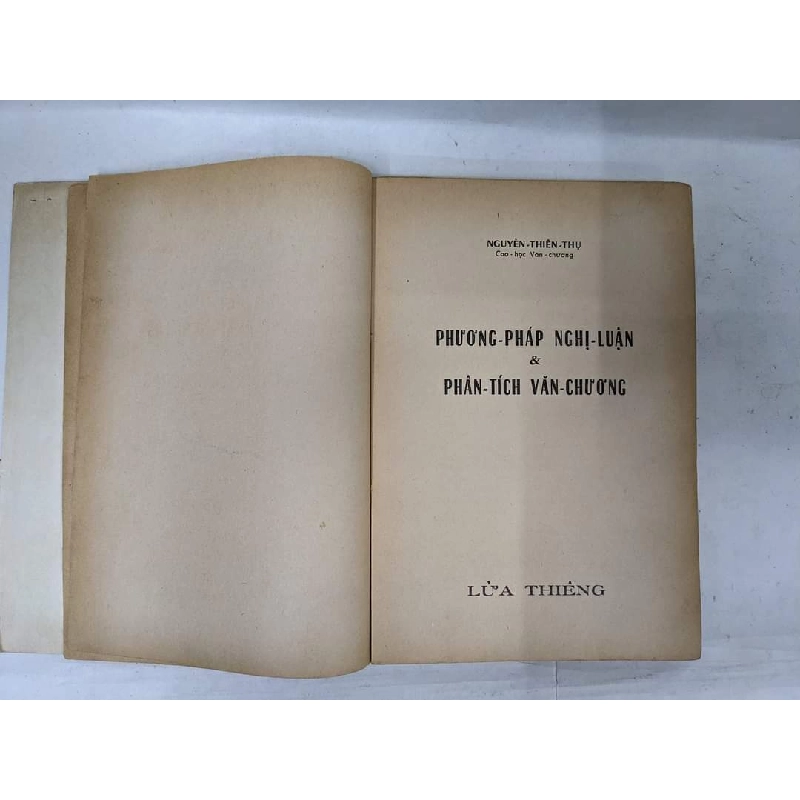 NGUYỄN-THIÊN-THỤ
Cao-học Văn-chương
PHƯƠNG-PHÁP NGHỊ-LUẬN
&
PHÂN-TÍCH VĂN-CHƯƠNG
LỬA THIÊNG